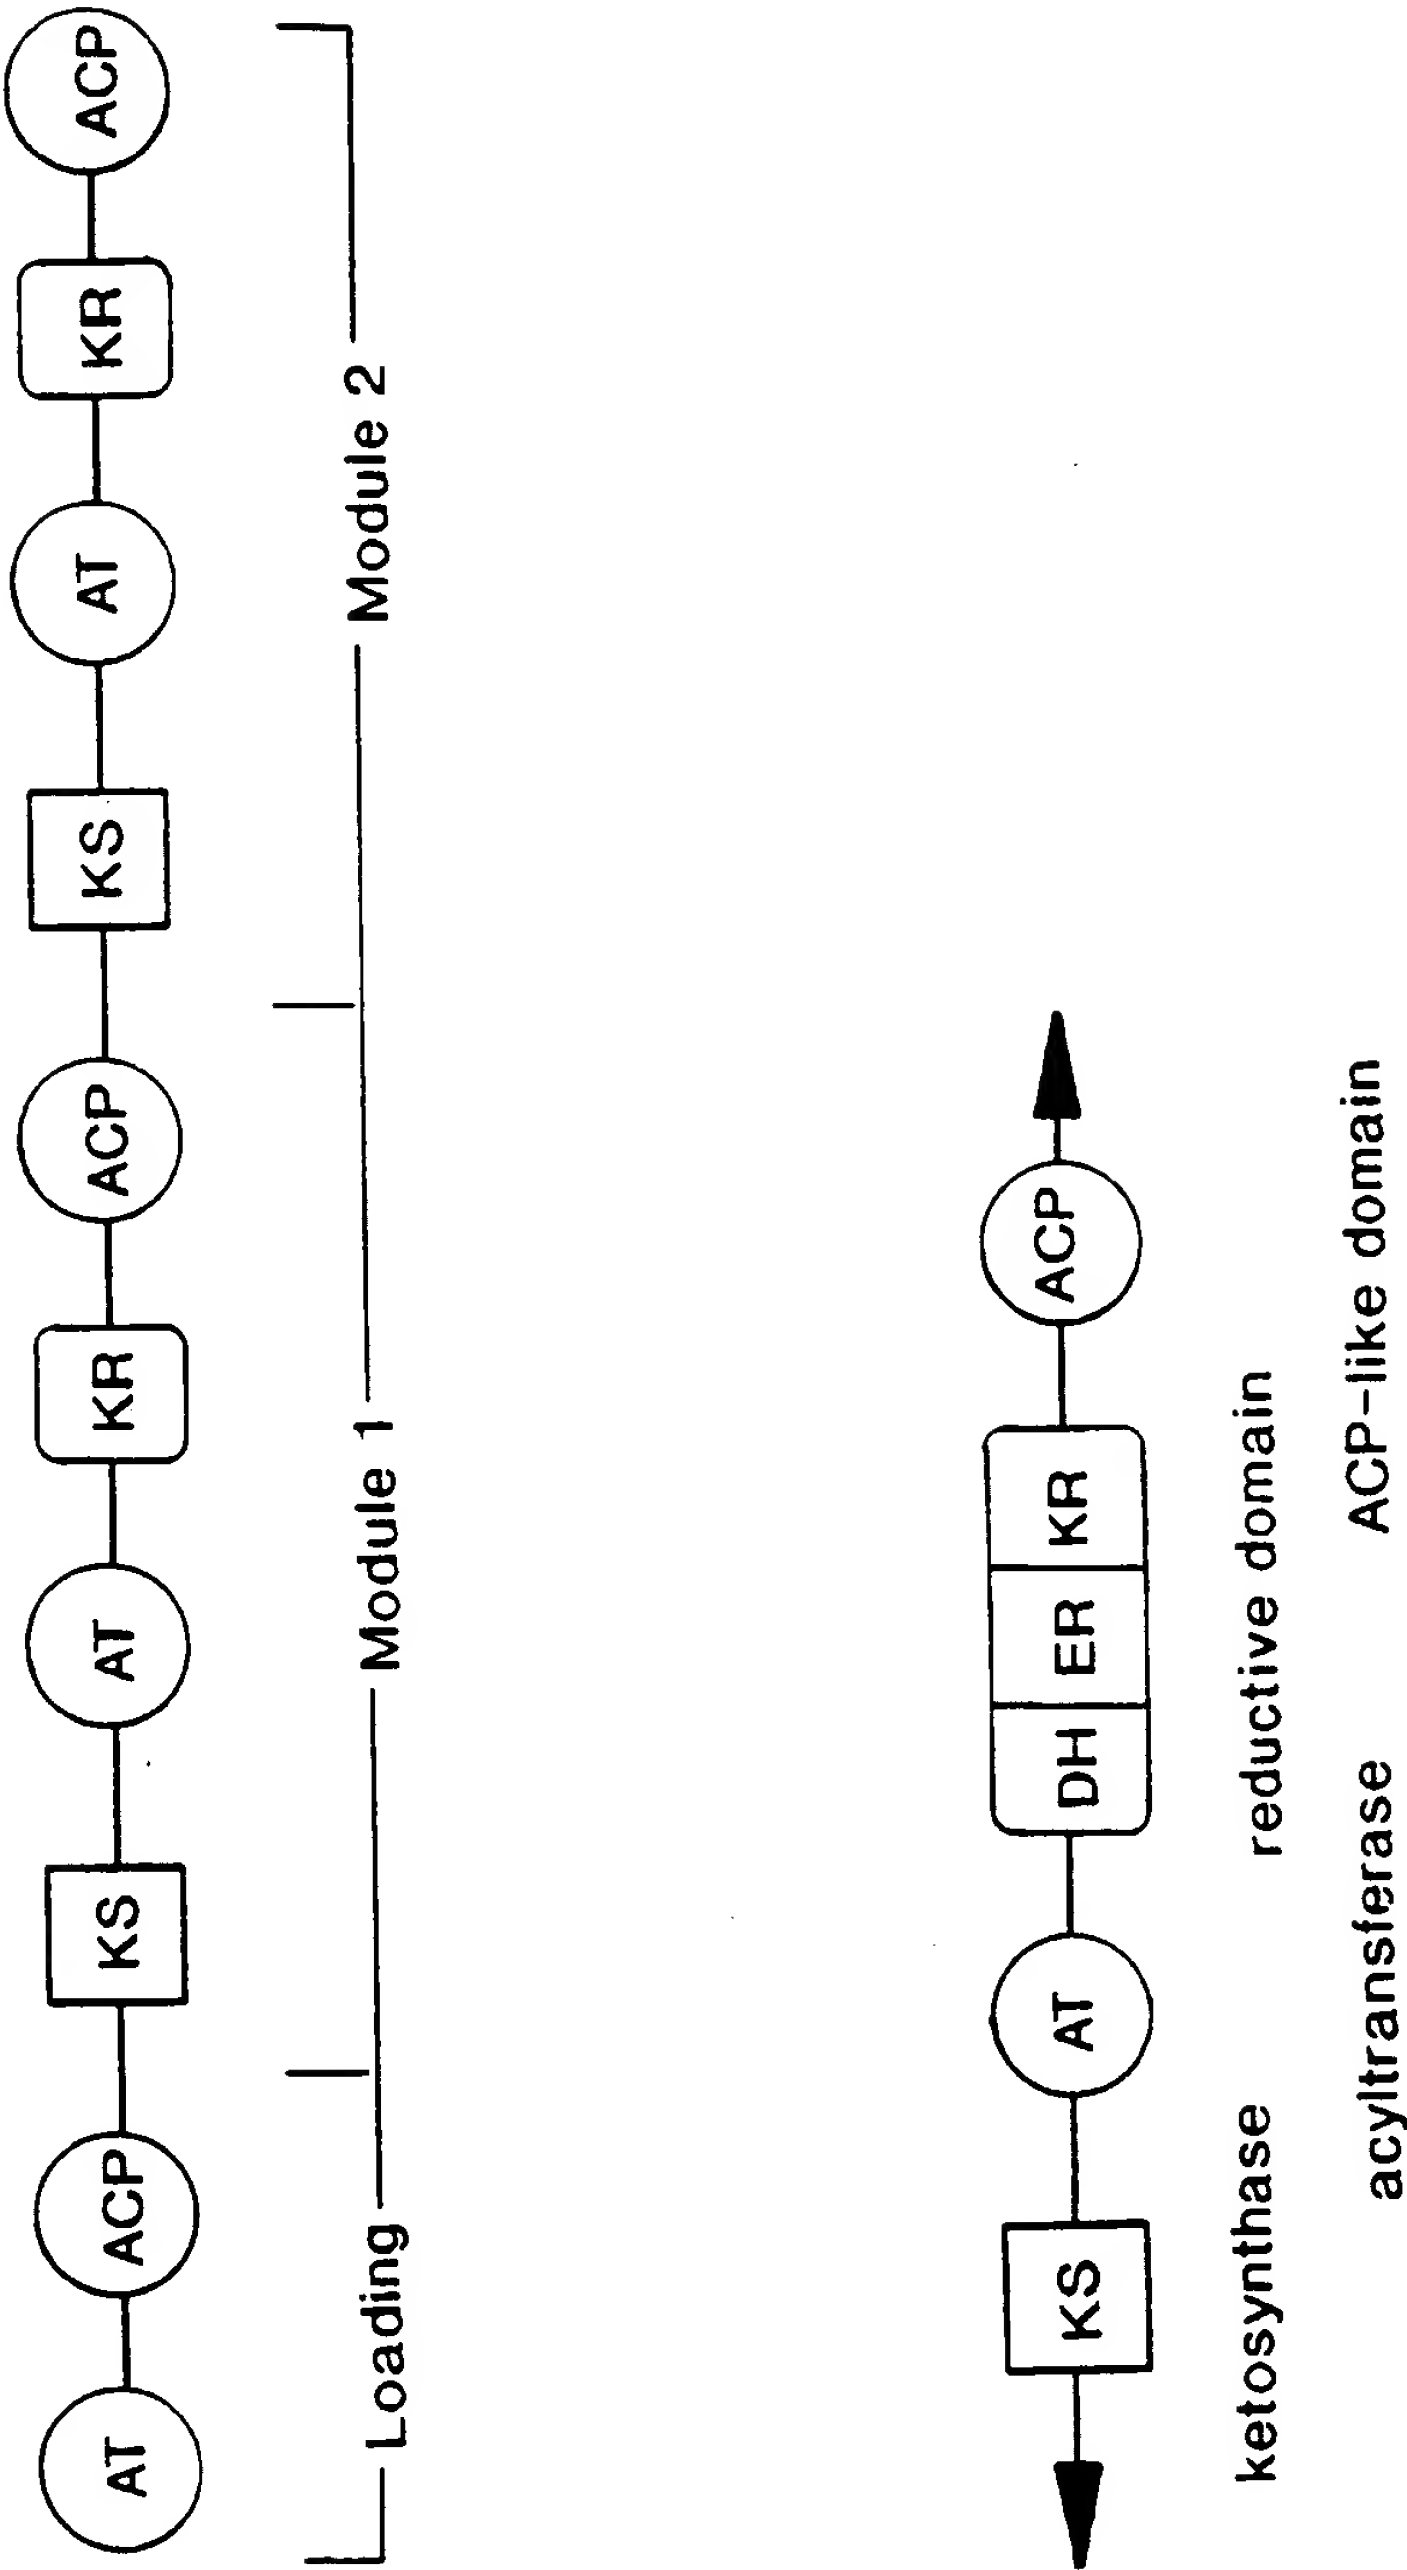 AT ACP KS AT KR ACP KS AT KR ACP
Loading Module 1 Module 2
KS AT DH ER KR ACP
ketosynthase reductive domain
acyltransferase ACP-like domain